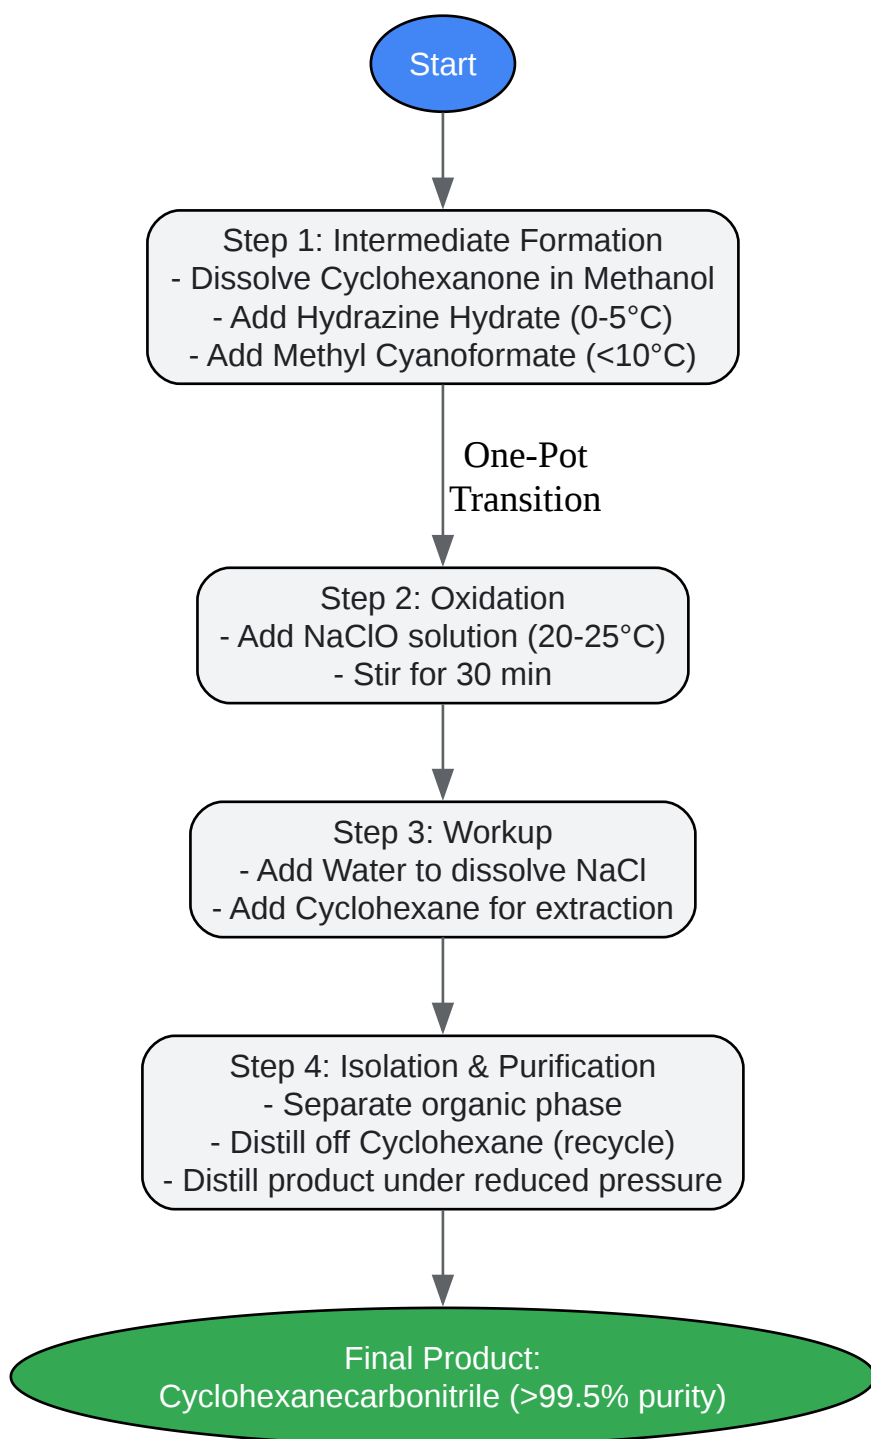 Start
Step 1: Intermediate Formation
- Dissolve Cyclohexanone in Methanol
- Add Hydrazine Hydrate (0-5°C)
- Add Methyl Cyanoformate (<10°C)
One-Pot
Transition
Step 2: Oxidation
- Add NaClO solution (20-25°C)
- Stir for 30 min
Step 3: Workup
- Add Water to dissolve NaCl
- Add Cyclohexane for extraction
Step 4: Isolation & Purification
- Separate organic phase
- Distill off Cyclohexane (recycle)
- Distill product under reduced pressure
Final Product:
Cyclohexanecarbonitrile (>99.5% purity)